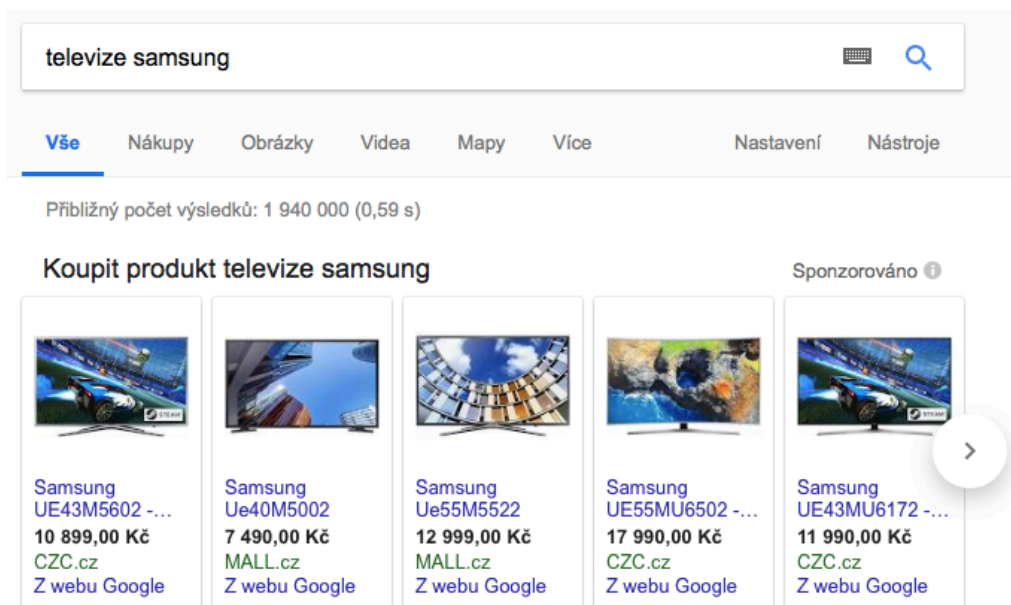 televize samsung
Vše Nákupy Obrázky Videa Mapy Více Nastavení Nástroje
Přibližný počet výsledků: 1 940 000 (0,59 s)
Koupit produkt televize samsung
Sponzorováno
STEAM
Samsung
UE43M5602 -...
10 899,00 Kč
CZC.cz
Z webu Google
Samsung
Ue40M5002
7 490,00 Kč
MALL.cz
Z webu Google
Samsung
Ue55M5522
12 999,00 Kč
MALL.cz
Z webu Google
Samsung
UE55MU6502 -...
17 990,00 Kč
CZC.cz
Z webu Google
STEAM
Samsung
UE43MU6172 -...
11 990,00 Kč
CZC.cz
Z webu Google